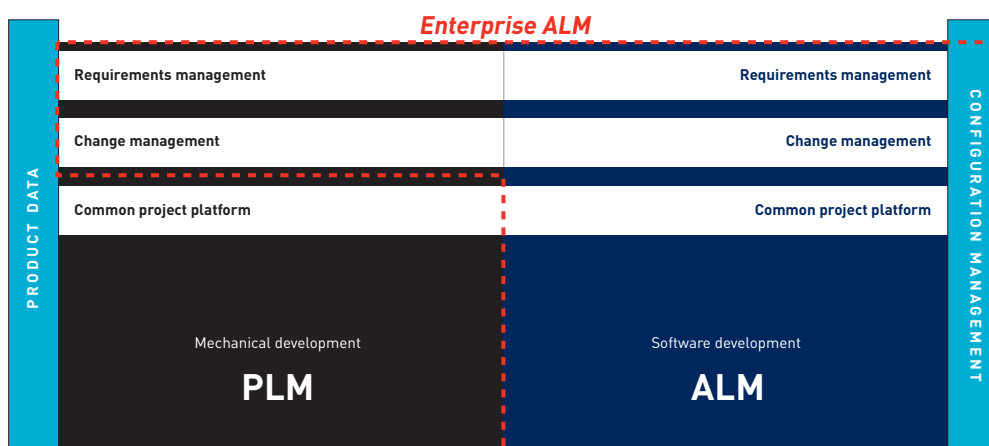 Enterprise ALM
Requirements management
Requirements management
Change management
Change management
Common project platform
Common project platform
PRODUCT DATA
CONFIGURATION MANAGEMENT
Mechanical development
Software development
PLM
ALM